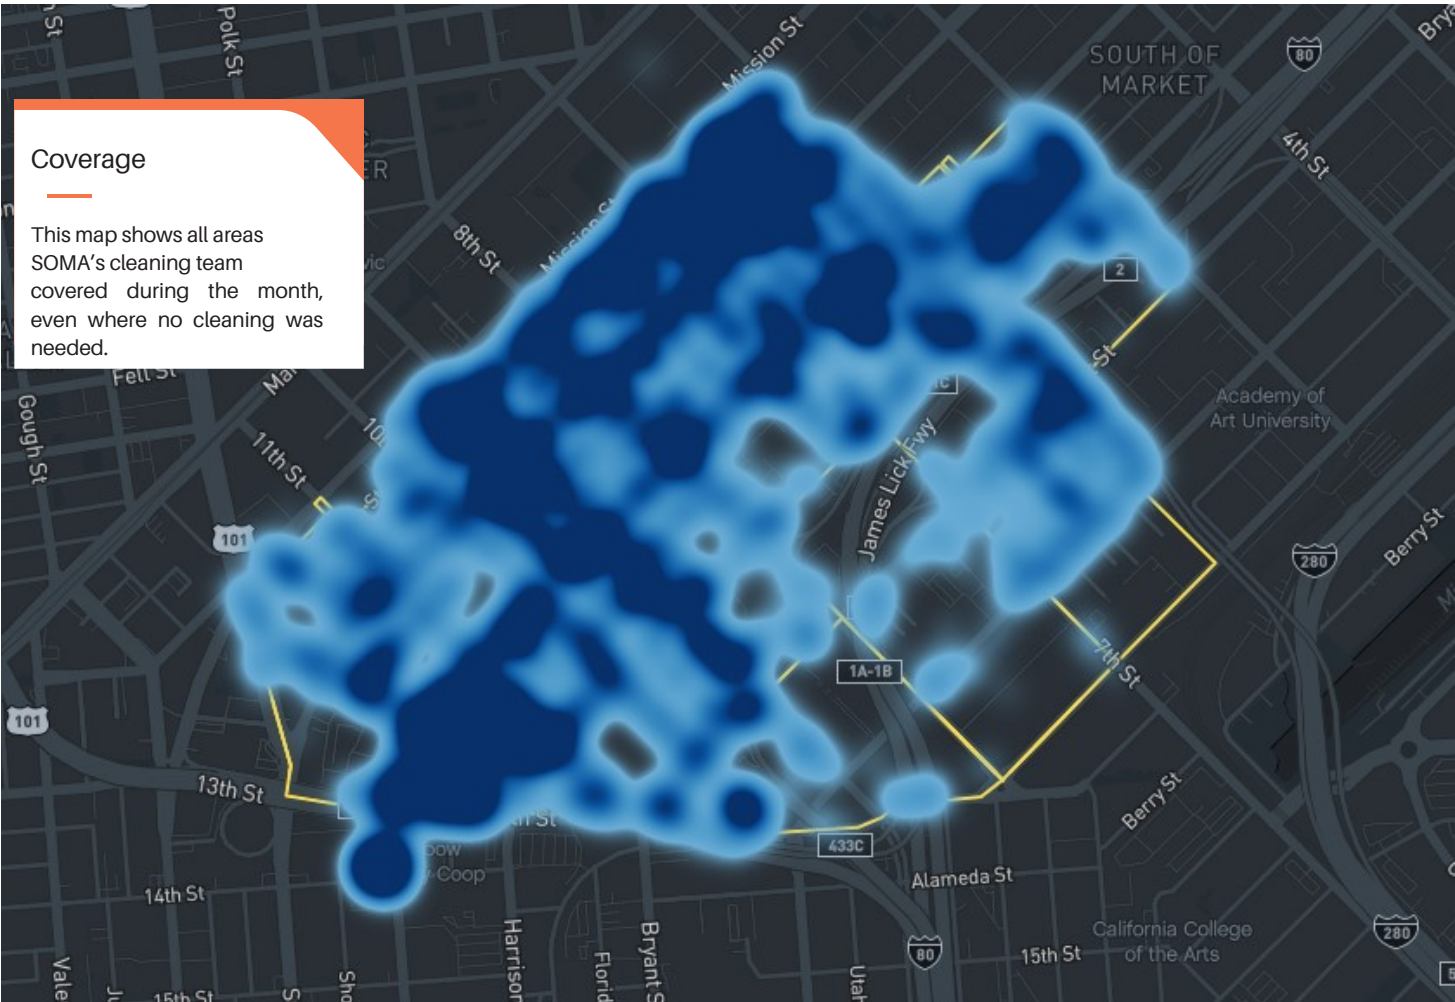 Polk St
Mission St
SOUTH OF
MARKET
80
4th St
Coverage
This map shows all areas
SOMA's cleaning team
covered during the month,
even where no cleaning was
needed.
8th St
Mission St
2
St
Fell St
Gough St
11th St
Academy of
Art University
James Lick Fwy
101
280
Berry St
1A-1B
7th St
101
13th St
Berry St
433C
14th St
Coop
Alameda St
California College
of the Arts
280
Harrison
Bryant S
80
15th St
15th St